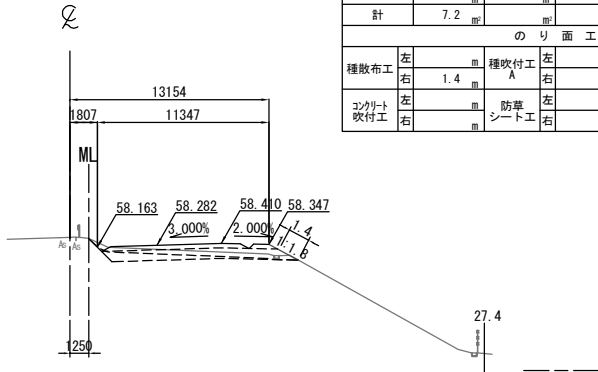 ℄
m
m
計 7.2 m² m²
のり面工
種散布工 左 m 種吹付工 A 左
右 1.4 m 右
コンクリート吹付工 左 m 防草シート工 左
右 m 右
13154
1807 11347
ML
58.163 58.282 58.410 58.347
3.000% 2.000% 1.4
1:1.8
As As
27.4
1250